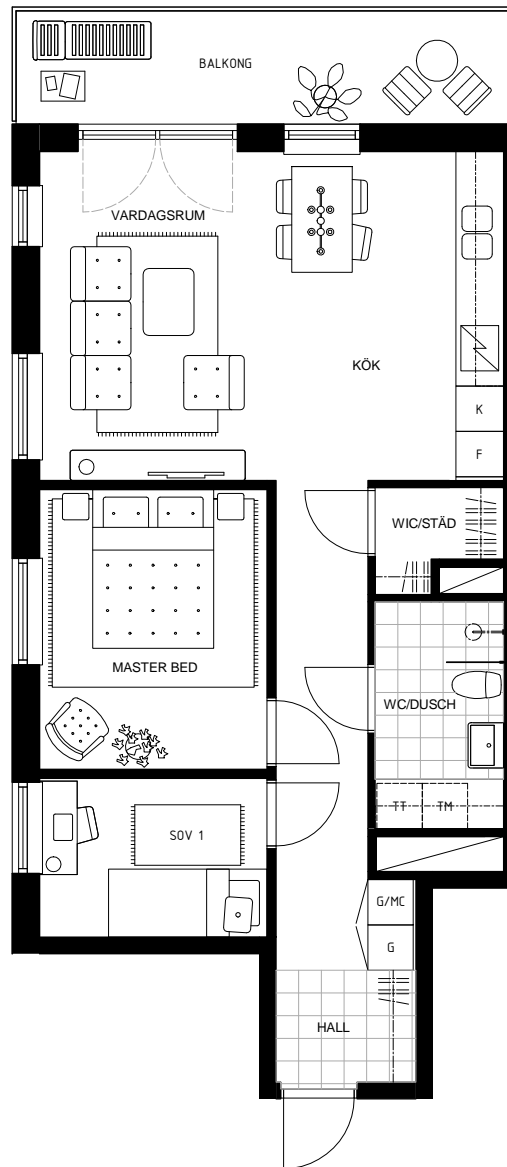 BALKONG
VARDAGSRUM
KÖK
K
F
WIC/STÄD
MASTER BED
WC/DUSCH
TT TM
SOV 1
G/MC
G
HALL